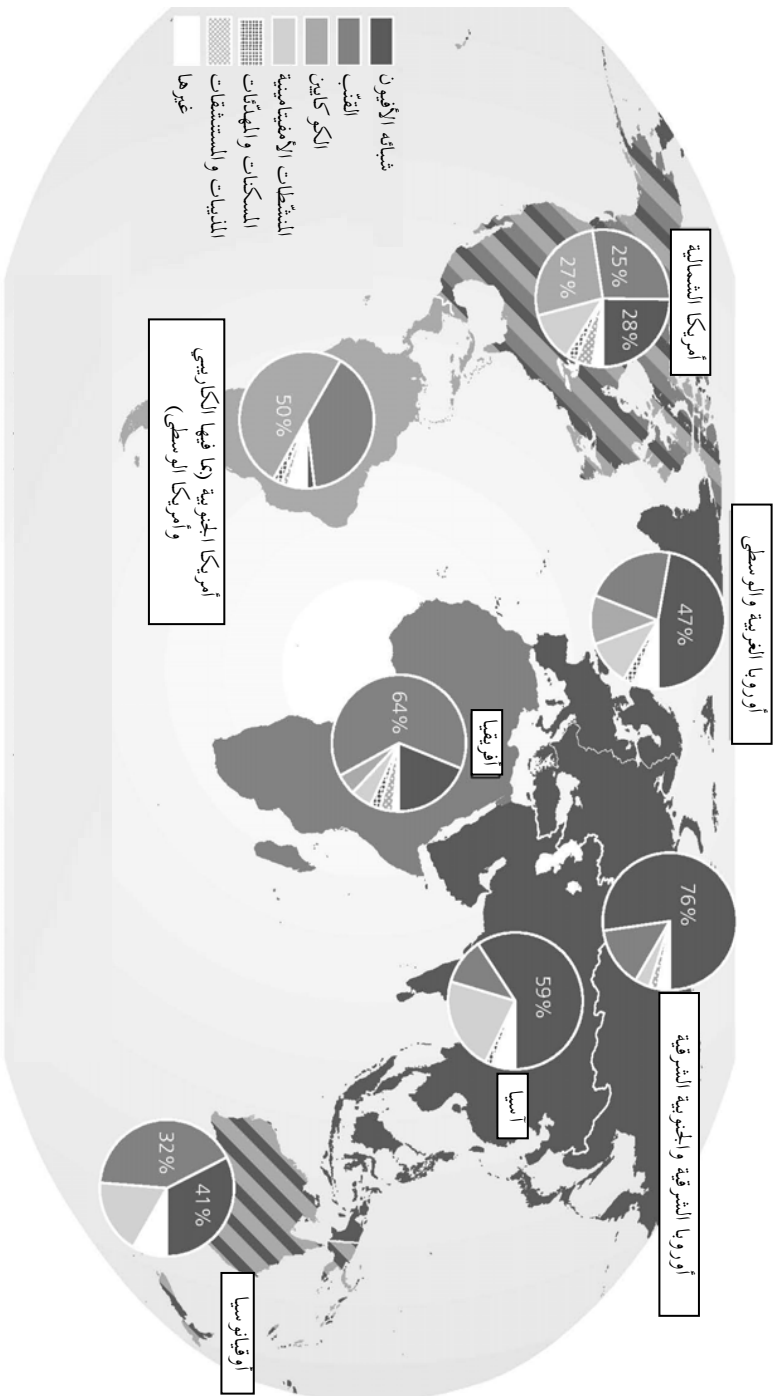 أمريكا الشمالية
25%
28%
27%
أوروبا الغربية والوسطى
47%
أوروبا الشرقية والجنوبية الشرقية
76%
آسيا
59%
أفريقيا
64%
أمريكا الجنوبية (بما فيها الكاريبي
وأمريكا الوسطى)
50%
أوقيانوسيا
32%
41%
شبائه الأفيون
القنّب
الكوكايين
المنشّطات الأمفيتامينية
المسكنات والمهدّئات
المذيبات والمستنشقات
غيرها